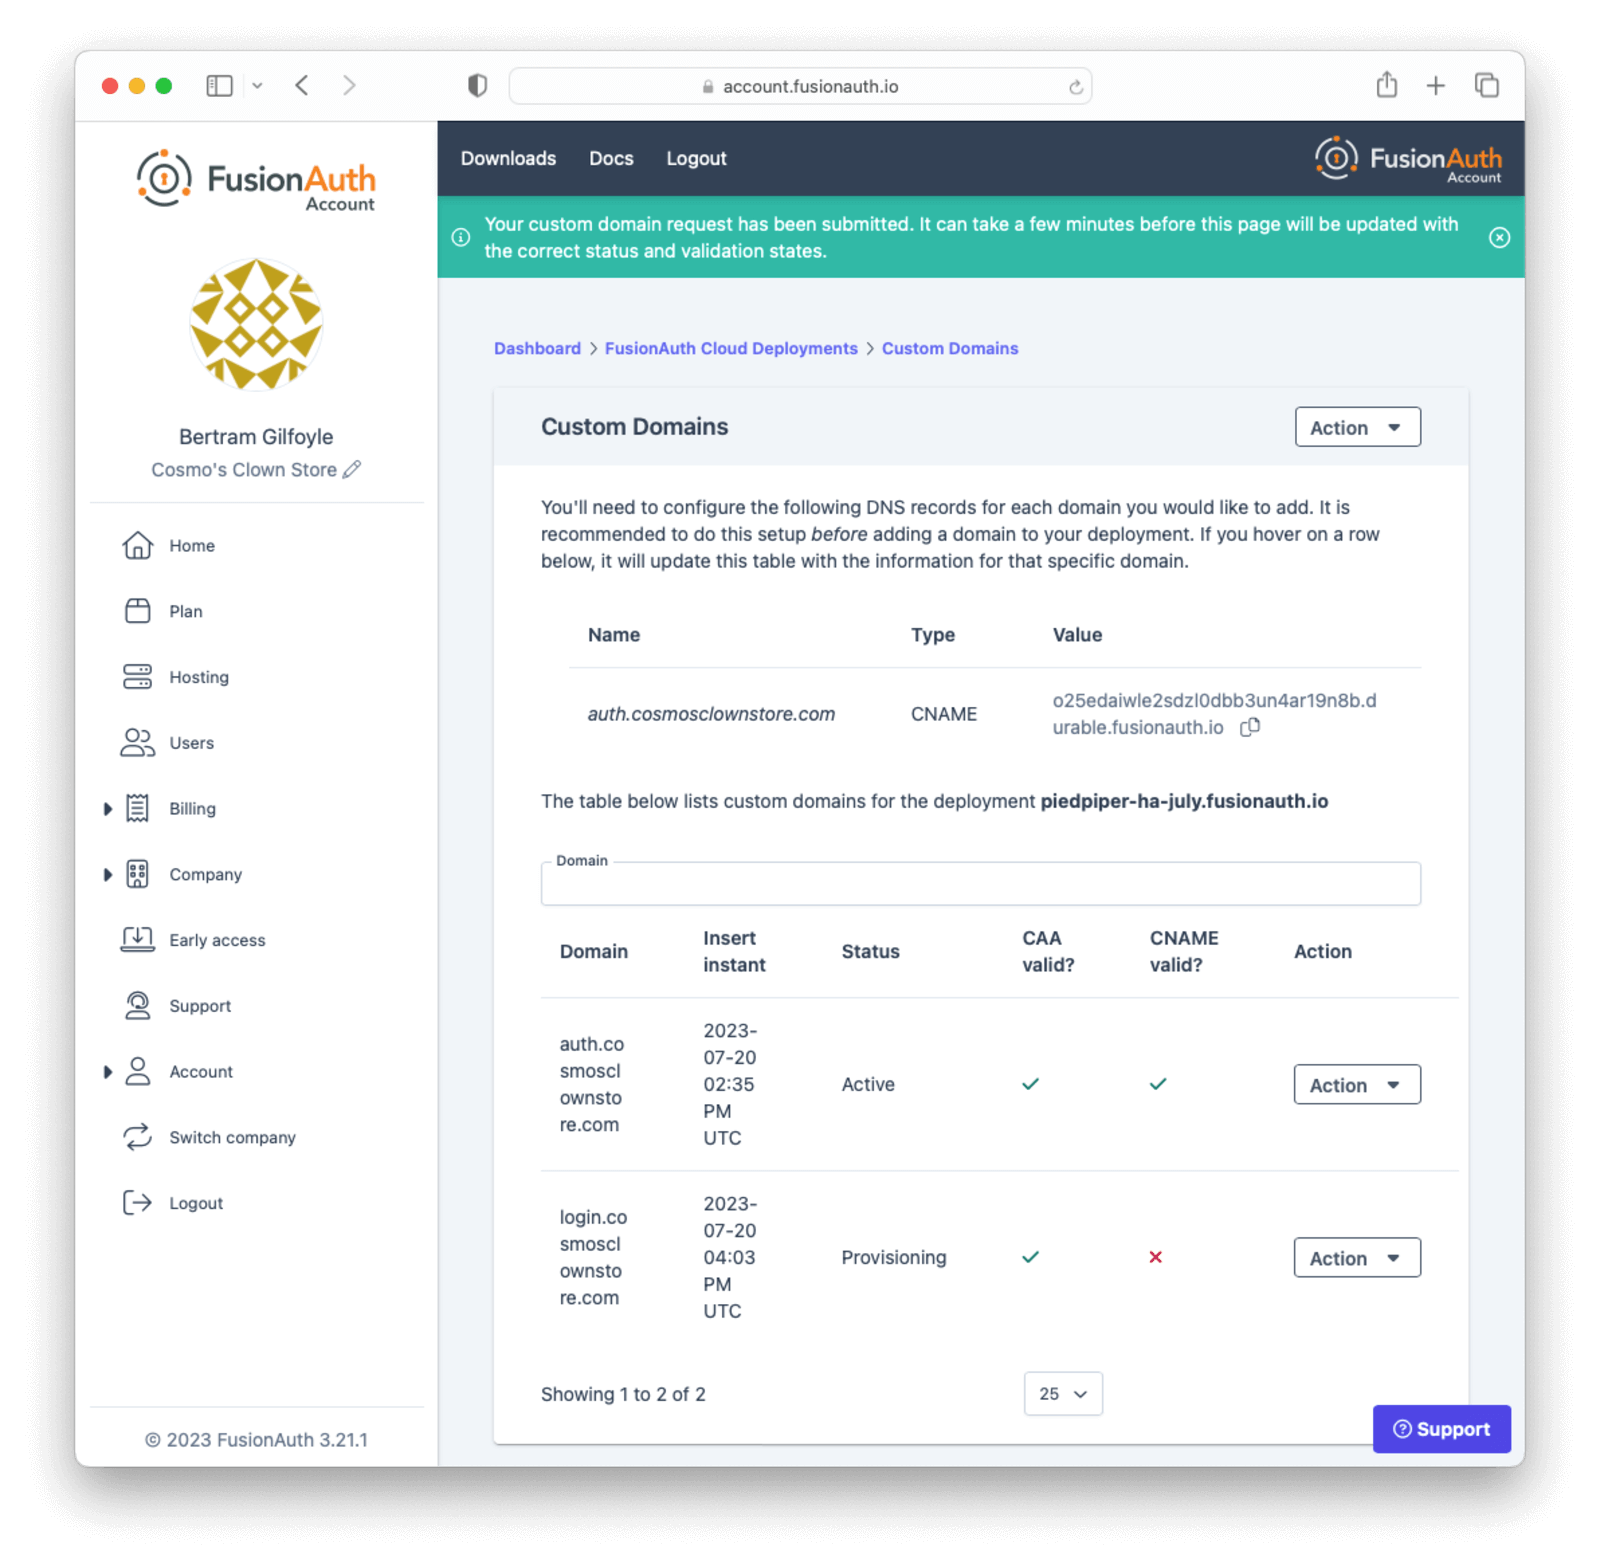 account.fusionauth.io
FusionAuth
Account
Downloads Docs Logout
FusionAuth
Account
Your custom domain request has been submitted. It can take a few minutes before this page will be updated with
the correct status and validation states.
Bertram Gilfoyle
Cosmo's Clown Store
Home
Plan
Hosting
Users
Billing
Company
Early access
Support
Account
Switch company
Logout
© 2023 FusionAuth 3.21.1
Dashboard > FusionAuth Cloud Deployments > Custom Domains
Custom Domains
Action
You'll need to configure the following DNS records for each domain you would like to add. It is
recommended to do this setup before adding a domain to your deployment. If you hover on a row
below, it will update this table with the information for that specific domain.
Name Type Value
auth.cosmosclownstore.com CNAME o25edaiwle2sdzl0dbb3un4ar19n8b.d
urable.fusionauth.io
The table below lists custom domains for the deployment piedpiper-ha-july.fusionauth.io
Domain
Domain Insert Status CAA CNAME Action
instant valid? valid?
auth.co
smoscl
ownsto
re.com
2023-
07-20
02:35
PM
UTC
Active
Action
login.co
smoscl
ownsto
re.com
2023-
07-20
04:03
PM
UTC
Provisioning
Action
Showing 1 to 2 of 2
25
Support